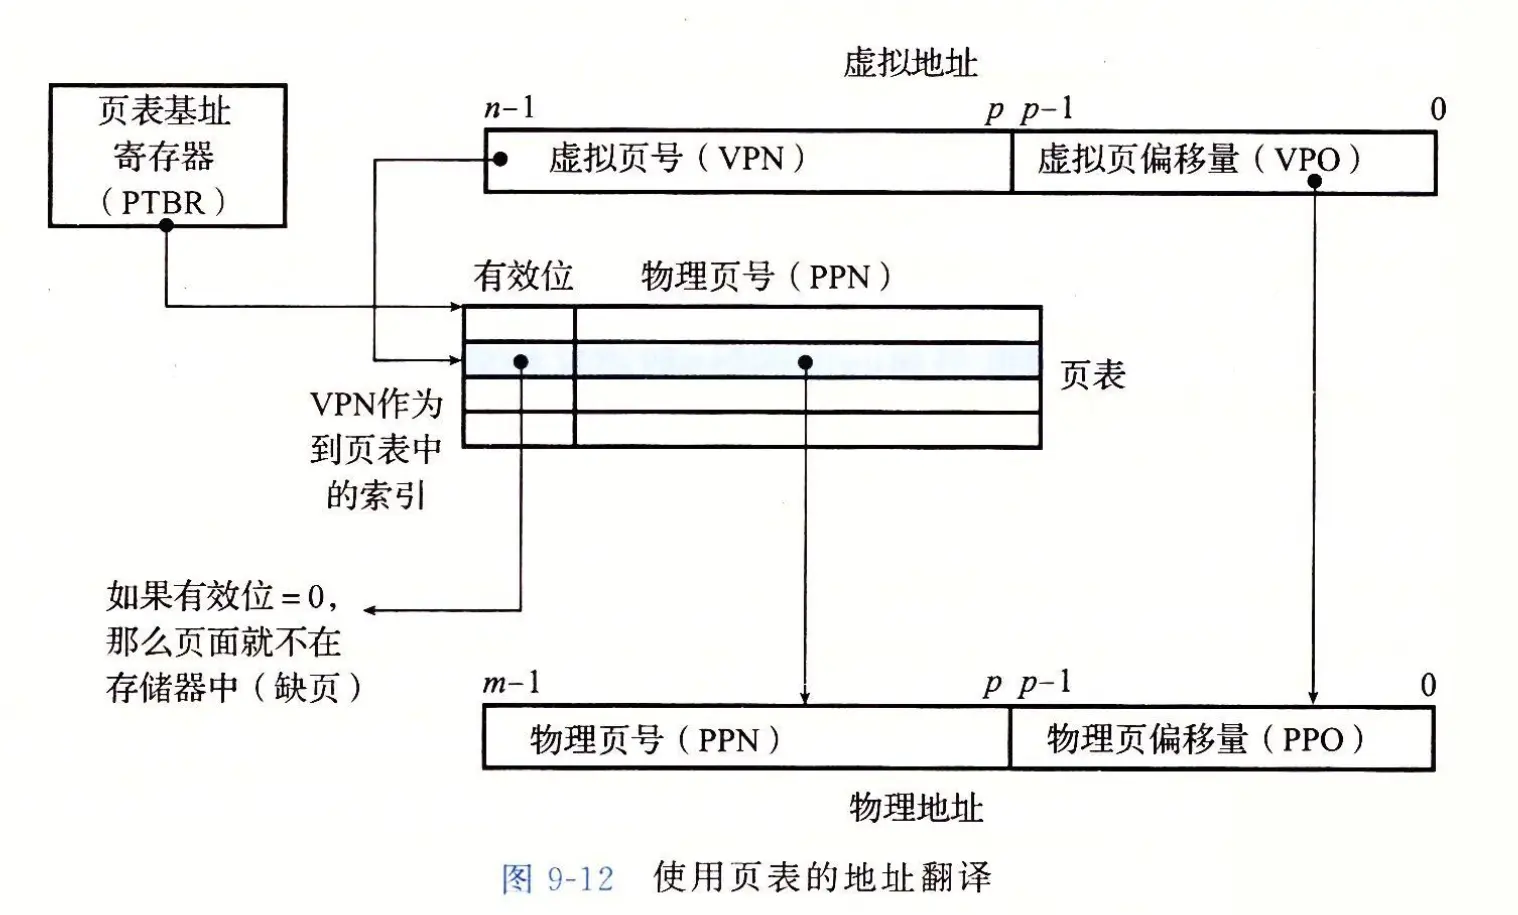 虚拟地址
页表基址
寄存器
（PTBR）
n-1
p p-1
0
虚拟页号（VPN）
虚拟页偏移量（VPO）
有效位
物理页号（PPN）
页表
VPN作为
到页表中
的索引
如果有效位=0，
那么页面就不在
存储器中（缺页）
m-1
p p-1
0
物理页号（PPN）
物理页偏移量（PPO）
物理地址
图 9-12 使用页表的地址翻译